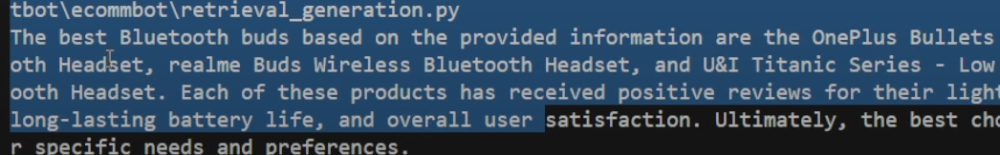 tbot\ecommbot\retrieval_generation.py
The best Bluetooth buds based on the provided information are the OnePlus Bullets
oth Headset, realme Buds Wireless Bluetooth Headset, and U&I Titanic Series - Low
ooth Headset. Each of these products has received positive reviews for their light
long-lasting battery life, and overall user satisfaction. Ultimately, the best cho
r specific needs and preferences.